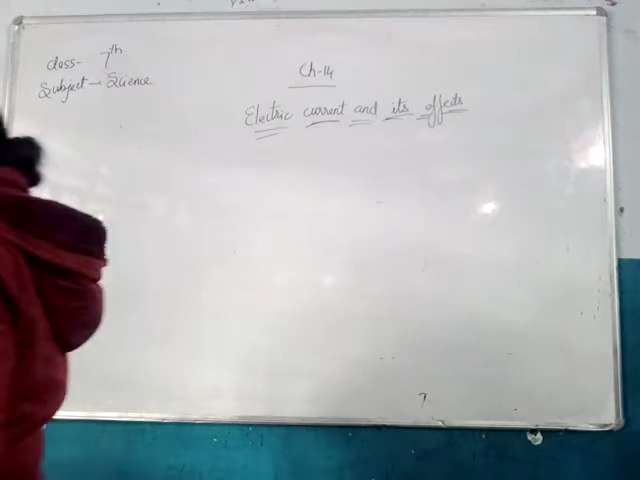 class- 7th
Subject → Science
Ch-14
Electric current and its effects